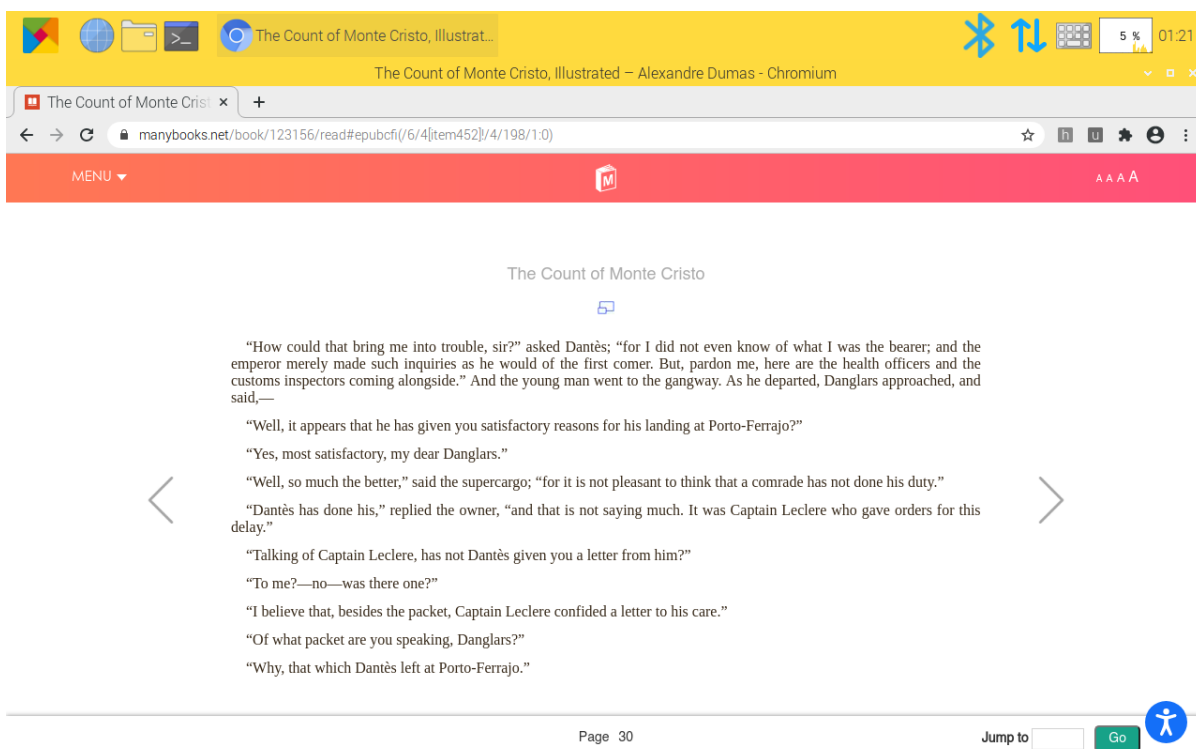 The Count of Monte Cristo, Illustrat...
5 %
01:21
The Count of Monte Cristo, Illustrated – Alexandre Dumas - Chromium
The Count of Monte Crist
manybooks.net/book/123156/read#epubcfi(/6/4[item452]!/4/198/1:0)
h
u
MENU
M
A A A A
The Count of Monte Cristo
“How could that bring me into trouble, sir?” asked Dantès; “for I did not even know of what I was the bearer; and the
emperor merely made such inquiries as he would of the first comer. But, pardon me, here are the health officers and the
customs inspectors coming alongside.” And the young man went to the gangway. As he departed, Danglars approached, and
said,—
“Well, it appears that he has given you satisfactory reasons for his landing at Porto-Ferrajo?”
“Yes, most satisfactory, my dear Danglars.”
“Well, so much the better,” said the supercargo; “for it is not pleasant to think that a comrade has not done his duty.”
“Dantès has done his,” replied the owner, “and that is not saying much. It was Captain Leclere who gave orders for this
delay.”
“Talking of Captain Leclere, has not Dantès given you a letter from him?”
“To me?—no—was there one?”
“I believe that, besides the packet, Captain Leclere confided a letter to his care.”
“Of what packet are you speaking, Danglars?”
“Why, that which Dantès left at Porto-Ferrajo.”
Page 30
Jump to
Go